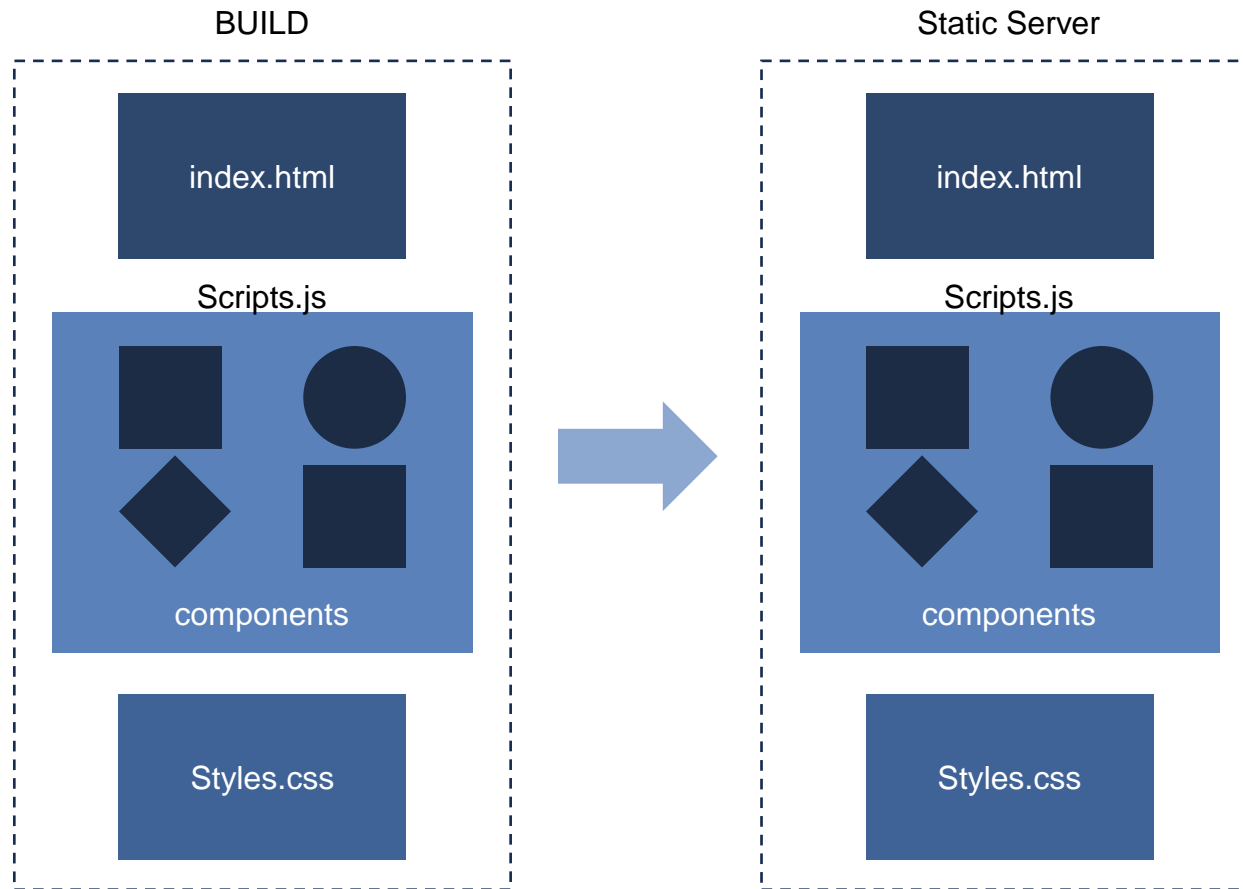 BUILD
index.html
Scripts.js
components
Styles.css
Static Server
index.html
Scripts.js
components
Styles.css